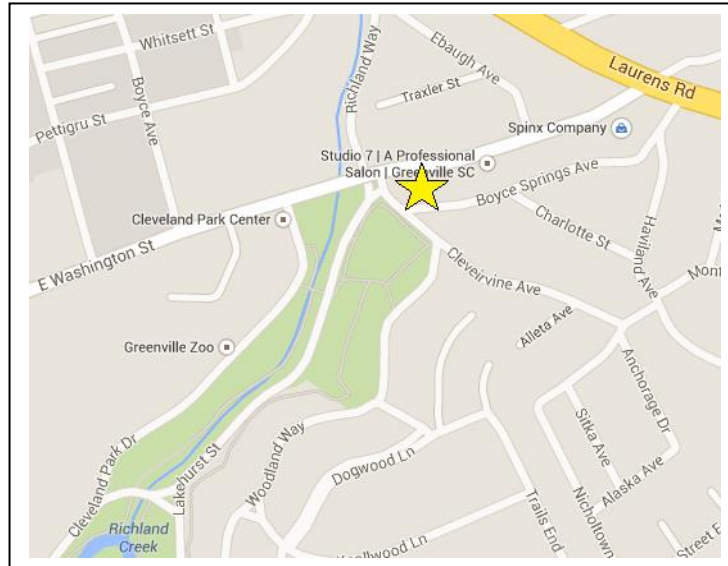 Whitsett St
Boyce Ave
Pettigru St
Richland Way
Ebaugh Ave
Traxler St
Laurens Rd
Spinx Company
Studio 7 | A Professional
Salon | Greenville SC
Boyce Springs Ave
Cleveland Park Center
E Washington St
Charlotte St
Haviland Ave
Cleveirvine Ave
Alleta Ave
Greenville Zoo
Anchorage Dr
Sitka Ave
Alaska Ave
Nicholtown
Cleveland Park Dr
Lakehurst St
Woodland Way
Dogwood Ln
Trails End
Richland
Creek
Street